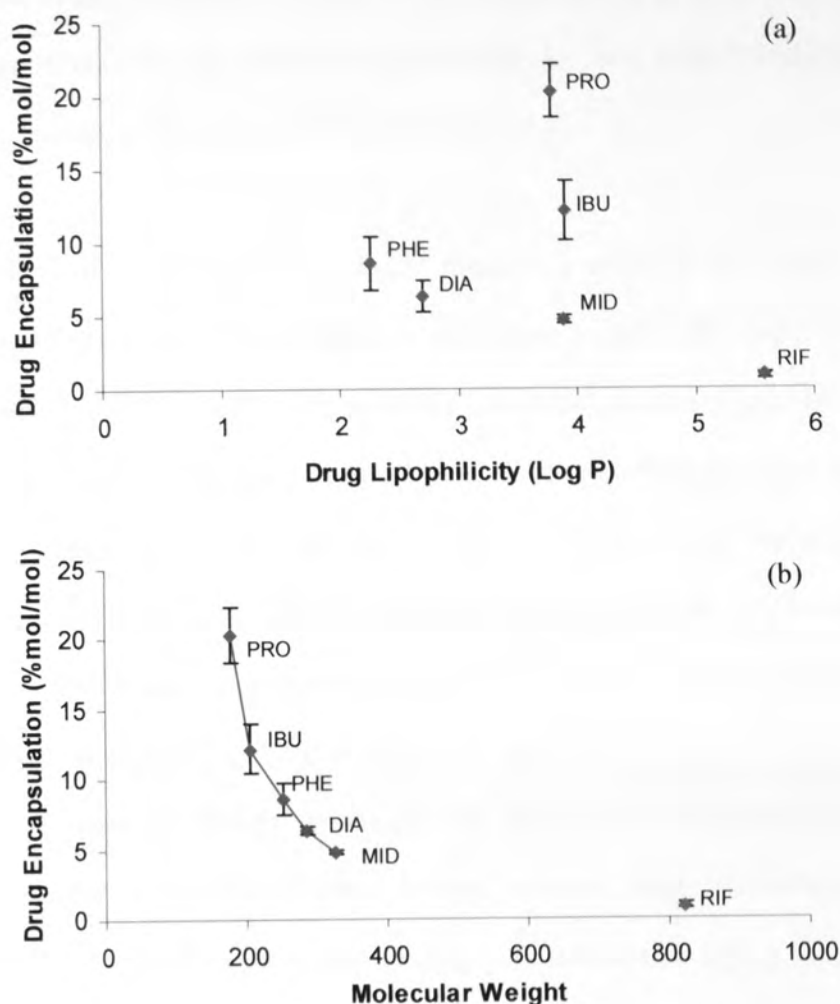 (a)
Drug Encapsulation (%mol/mol)
25
20
15
10
5
0
PRO
IBU
PHE
DIA
MID
RIF
0 1 2 3 4 5 6
Drug Lipophilicity (Log P)
(b)
Drug Encapsulation (%mol/mol)
25
20
15
10
5
0
PRO
IBU
PHE
DIA
MID
RIF
0 200 400 600 800 1000
Molecular Weight